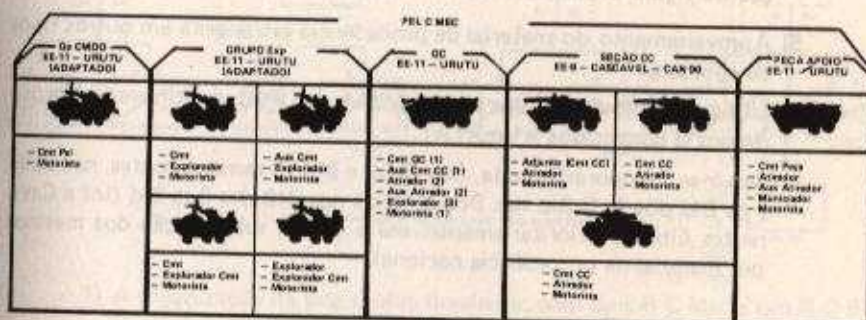 PEL C MEC
Gp CMDO
EE-11 – URUTU
(ADAPTADO)
GRUPO Exp
EE-11 – URUTU
(ADAPTADO)
GC
EE-11 – URUTU
SEÇÃO CC
EE-9 – CASCAVEL – CAN 90
PEÇA APOIO
EE-11 – URUTU
– Cmt Pel
– Motorista
– Cmt
– Explorador
– Motorista
– Aux Cmt
– Explorador
– Motorista
– Cmt
– Explorador Cmt
– Motorista
– Explorador
– Explorador Cmt
– Motorista
– Cmt GC (1)
– Aux Cmt CC (1)
– Atirador (2)
– Aux Atirador (2)
– Explorador (3)
– Motorista (1)
– Adjunto (Cmt CC)
– Atirador
– Motorista
– Cmt CC
– Atirador
– Motorista
– Cmt CC
– Atirador
– Motorista
– Cmt Peça
– Atirador
– Aux Atirador
– Municiador
– Motorista